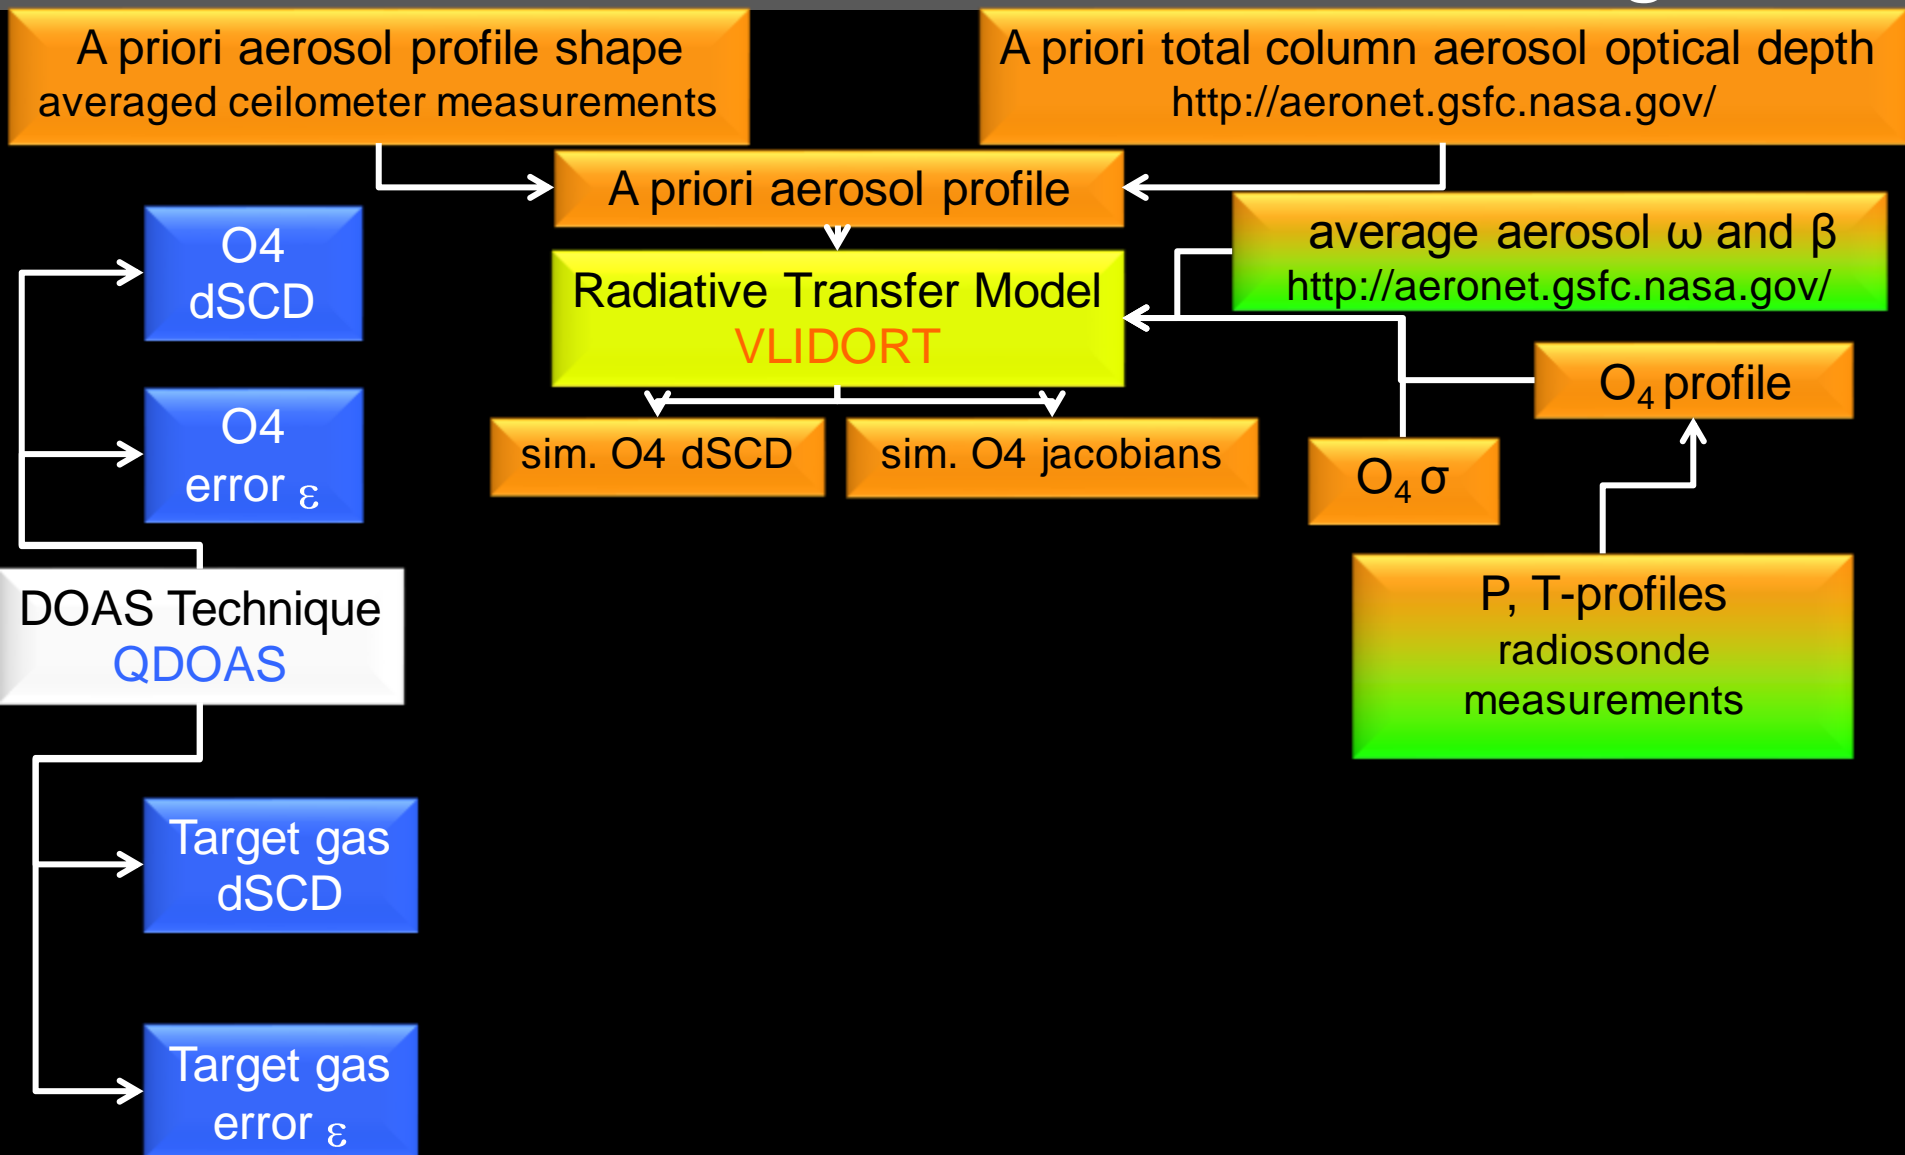 A priori aerosol profile shape
averaged ceilometer measurements
A priori total column aerosol optical depth
http://aeronet.gsfc.nasa.gov/
A priori aerosol profile
average aerosol ω and β
http://aeronet.gsfc.nasa.gov/
O4
dSCD
Radiative Transfer Model
VLIDORT
O₄ profile
O4
error ε
sim. O4 dSCD
sim. O4 jacobians
O₄ σ
DOAS Technique
QDOAS
P, T-profiles
radiosonde
measurements
Target gas
dSCD
Target gas
error ε